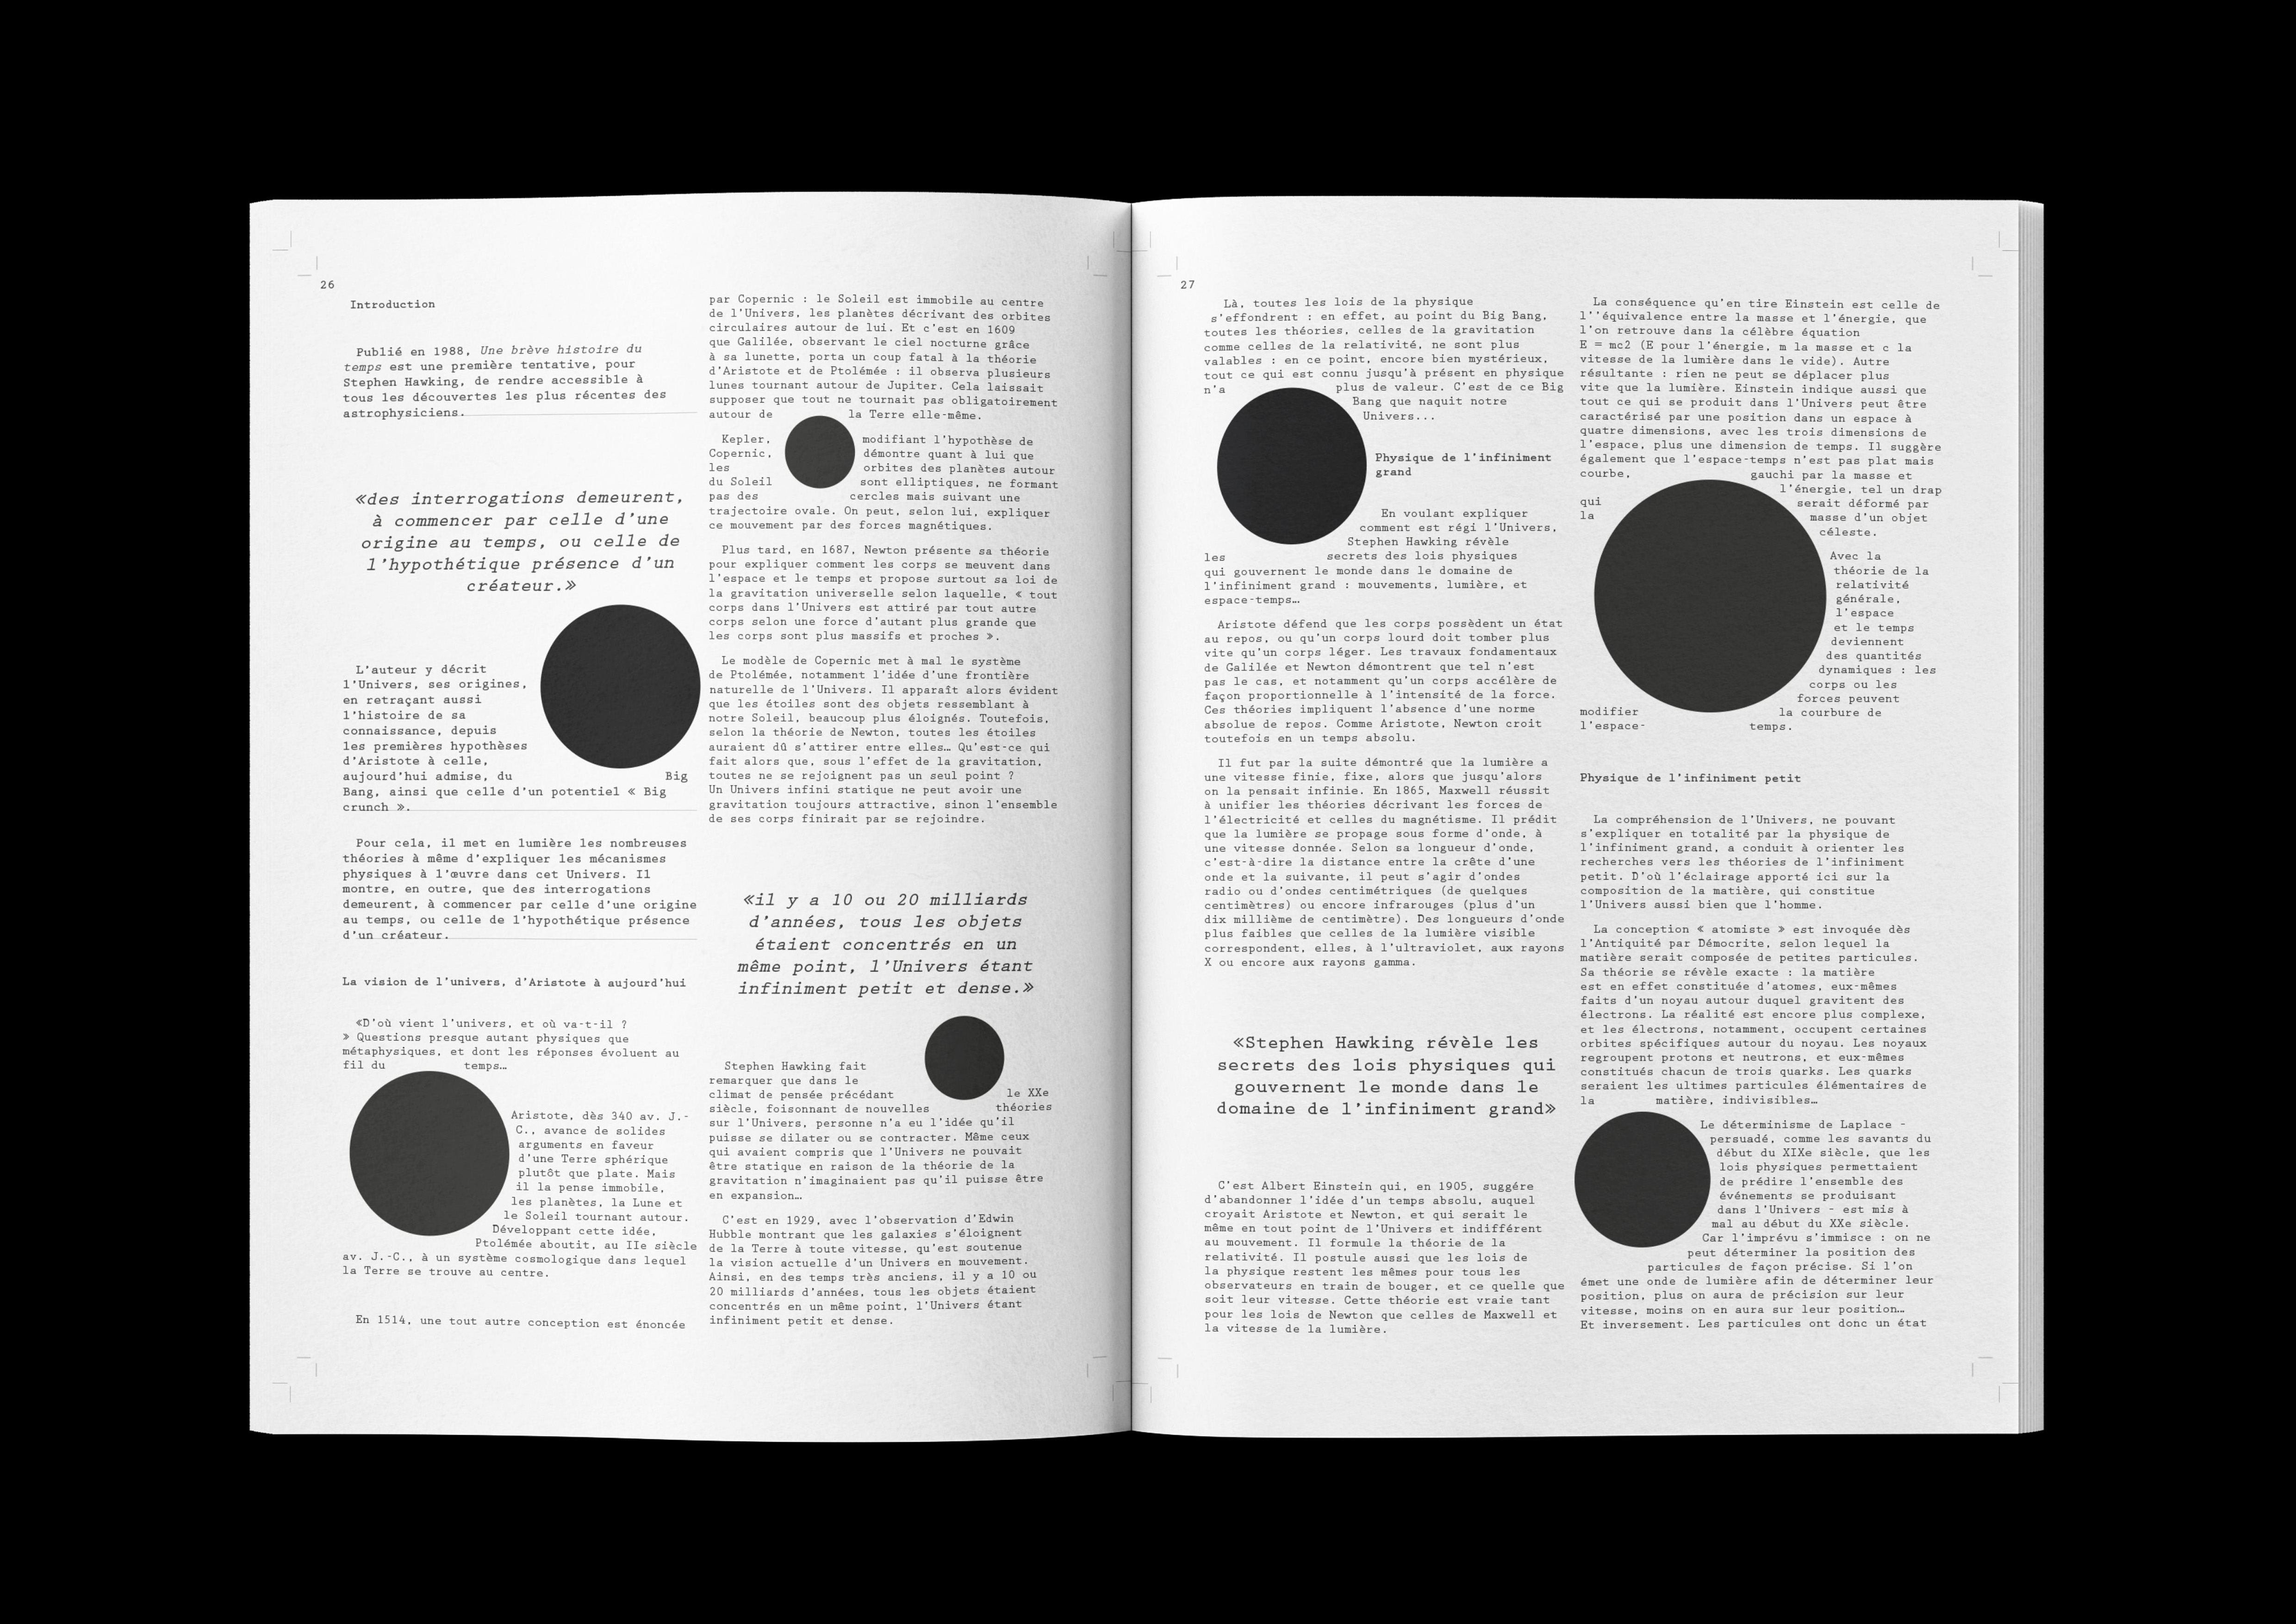 26
Introduction
Publié en 1988, Une brève histoire du
temps est une première tentative, pour
Stephen Hawking, de rendre accessible à
tous les découvertes les plus récentes des
astrophysiciens.
«des interrogations demeurent,
à commencer par celle d'une
origine au temps, ou celle de
l'hypothétique présence d'un
créateur.»
L'auteur y décrit
l'Univers, ses origines,
en retraçant aussi
l'histoire de sa
connaissance, depuis
les premières hypothèses
d'Aristote à celle,
aujourd'hui admise, du Big
Bang, ainsi que celle d'un potentiel « Big
crunch ».
Pour cela, il met en lumière les nombreuses
théories à même d'expliquer les mécanismes
physiques à l'œuvre dans cet Univers. Il
montre, en outre, que des interrogations
demeurent, à commencer par celle d'une origine
au temps, ou celle de l'hypothétique présence
d'un créateur.
La vision de l'univers, d'Aristote à aujourd'hui
«D'où vient l'univers, et où va-t-il ?
» Questions presque autant physiques que
métaphysiques, et dont les réponses évoluent au
fil du temps…
Aristote, dès 340 av. J.-
C., avance de solides
arguments en faveur
d'une Terre sphérique
plutôt que plate. Mais
il la pense immobile,
les planètes, la Lune et
le Soleil tournant autour.
Développant cette idée,
Ptolémée aboutit, au IIe siècle
av. J.-C., à un système cosmologique dans lequel
la Terre se trouve au centre.
En 1514, une tout autre conception est énoncée
par Copernic : le Soleil est immobile au centre
de l'Univers, les planètes décrivant des orbites
circulaires autour de lui. Et c'est en 1609
que Galilée, observant le ciel nocturne grâce
à sa lunette, porta un coup fatal à la théorie
d'Aristote et de Ptolémée : il observa plusieurs
lunes tournant autour de Jupiter. Cela laissait
supposer que tout ne tournait pas obligatoirement
autour de la Terre elle-même.
Kepler, modifiant l'hypothèse de
Copernic, démontre quant à lui que
les orbites des planètes autour
du Soleil sont elliptiques, ne formant
pas des cercles mais suivant une
trajectoire ovale. On peut, selon lui, expliquer
ce mouvement par des forces magnétiques.
Plus tard, en 1687, Newton présente sa théorie
pour expliquer comment les corps se meuvent dans
l'espace et le temps et propose surtout sa loi de
la gravitation universelle selon laquelle, « tout
corps dans l'Univers est attiré par tout autre
corps selon une force d'autant plus grande que
les corps sont plus massifs et proches ».
Le modèle de Copernic met à mal le système
de Ptolémée, notamment l'idée d'une frontière
naturelle de l'Univers. Il apparaît alors évident
que les étoiles sont des objets ressemblant à
notre Soleil, beaucoup plus éloignés. Toutefois,
selon la théorie de Newton, toutes les étoiles
auraient dû s'attirer entre elles… Qu'est-ce qui
fait alors que, sous l'effet de la gravitation,
toutes ne se rejoignent pas un seul point ?
Un Univers infini statique ne peut avoir une
gravitation toujours attractive, sinon l'ensemble
de ses corps finirait par se rejoindre.
«il y a 10 ou 20 milliards
d'années, tous les objets
étaient concentrés en un
même point, l'Univers étant
infiniment petit et dense.»
Stephen Hawking fait
remarquer que dans le
climat de pensée précédant le XXe
siècle, foisonnant de nouvelles théories
sur l'Univers, personne n'a eu l'idée qu'il
puisse se dilater ou se contracter. Même ceux
qui avaient compris que l'Univers ne pouvait
être statique en raison de la théorie de la
gravitation n'imaginaient pas qu'il puisse être
en expansion…
C'est en 1929, avec l'observation d'Edwin
Hubble montrant que les galaxies s'éloignent
de la Terre à toute vitesse, qu'est soutenue
la vision actuelle d'un Univers en mouvement.
Ainsi, en des temps très anciens, il y a 10 ou
20 milliards d'années, tous les objets étaient
concentrés en un même point, l'Univers étant
infiniment petit et dense.
27
Là, toutes les lois de la physique
s'effondrent : en effet, au point du Big Bang,
toutes les théories, celles de la gravitation
comme celles de la relativité, ne sont plus
valables : en ce point, encore bien mystérieux,
tout ce qui est connu jusqu'à présent en physique
n'a plus de valeur. C'est de ce Big
Bang que naquit notre
Univers...
Physique de l'infiniment
grand
En voulant expliquer
comment est régi l'Univers,
Stephen Hawking révèle
les secrets des lois physiques
qui gouvernent le monde dans le domaine de
l'infiniment grand : mouvements, lumière, et
espace-temps…
Aristote défend que les corps possèdent un état
au repos, ou qu'un corps lourd doit tomber plus
vite qu'un corps léger. Les travaux fondamentaux
de Galilée et Newton démontrent que tel n'est
pas le cas, et notamment qu'un corps accélère de
façon proportionnelle à l'intensité de la force.
Ces théories impliquent l'absence d'une norme
absolue de repos. Comme Aristote, Newton croit
toutefois en un temps absolu.
Il fut par la suite démontré que la lumière a
une vitesse finie, fixe, alors que jusqu'alors
on la pensait infinie. En 1865, Maxwell réussit
à unifier les théories décrivant les forces de
l'électricité et celles du magnétisme. Il prédit
que la lumière se propage sous forme d'onde, à
une vitesse donnée. Selon sa longueur d'onde,
c'est-à-dire la distance entre la crête d'une
onde et la suivante, il peut s'agir d'ondes
radio ou d'ondes centimétriques (de quelques
centimètres) ou encore infrarouges (plus d'un
dix millième de centimètre). Des longueurs d'onde
plus faibles que celles de la lumière visible
correspondent, elles, à l'ultraviolet, aux rayons
X ou encore aux rayons gamma.
«Stephen Hawking révèle les
secrets des lois physiques qui
gouvernent le monde dans le
domaine de l'infiniment grand»
C'est Albert Einstein qui, en 1905, suggére
d'abandonner l'idée d'un temps absolu, auquel
croyait Aristote et Newton, et qui serait le
même en tout point de l'Univers et indifférent
au mouvement. Il formule la théorie de la
relativité. Il postule aussi que les lois de
la physique restent les mêmes pour tous les
observateurs en train de bouger, et ce quelle que
soit leur vitesse. Cette théorie est vraie tant
pour les lois de Newton que celles de Maxwell et
la vitesse de la lumière.
La conséquence qu'en tire Einstein est celle de
l''équivalence entre la masse et l'énergie, que
l'on retrouve dans la célèbre équation
E = mc2 (E pour l'énergie, m la masse et c la
vitesse de la lumière dans le vide). Autre
résultante : rien ne peut se déplacer plus
vite que la lumière. Einstein indique aussi que
tout ce qui se produit dans l'Univers peut être
caractérisé par une position dans un espace à
quatre dimensions, avec les trois dimensions de
l'espace, plus une dimension de temps. Il suggère
également que l'espace-temps n'est pas plat mais
courbe, gauchi par la masse et
l'énergie, tel un drap
qui serait déformé par
la masse d'un objet
céleste.
Avec la
théorie de la
relativité
générale,
l'espace
et le temps
deviennent
des quantités
dynamiques : les
corps ou les
forces peuvent
modifier la courbure de
l'espace- temps.
Physique de l'infiniment petit
La compréhension de l'Univers, ne pouvant
s'expliquer en totalité par la physique de
l'infiniment grand, a conduit à orienter les
recherches vers les théories de l'infiniment
petit. D'où l'éclairage apporté ici sur la
composition de la matière, qui constitue
l'Univers aussi bien que l'homme.
La conception « atomiste » est invoquée dès
l'Antiquité par Démocrite, selon lequel la
matière serait composée de petites particules.
Sa théorie se révèle exacte : la matière
est en effet constituée d'atomes, eux-mêmes
faits d'un noyau autour duquel gravitent des
électrons. La réalité est encore plus complexe,
et les électrons, notamment, occupent certaines
orbites spécifiques autour du noyau. Les noyaux
regroupent protons et neutrons, et eux-mêmes
constitués chacun de trois quarks. Les quarks
seraient les ultimes particules élémentaires de
la matière, indivisibles…
Le déterminisme de Laplace -
persuadé, comme les savants du
début du XIXe siècle, que les
lois physiques permettaient
de prédire l'ensemble des
événements se produisant
dans l'Univers - est mis à
mal au début du XXe siècle.
Car l'imprévu s'immisce : on ne
peut déterminer la position des
particules de façon précise. Si l'on
émet une onde de lumière afin de déterminer leur
position, plus on aura de précision sur leur
vitesse, moins on en aura sur leur position…
Et inversement. Les particules ont donc un état